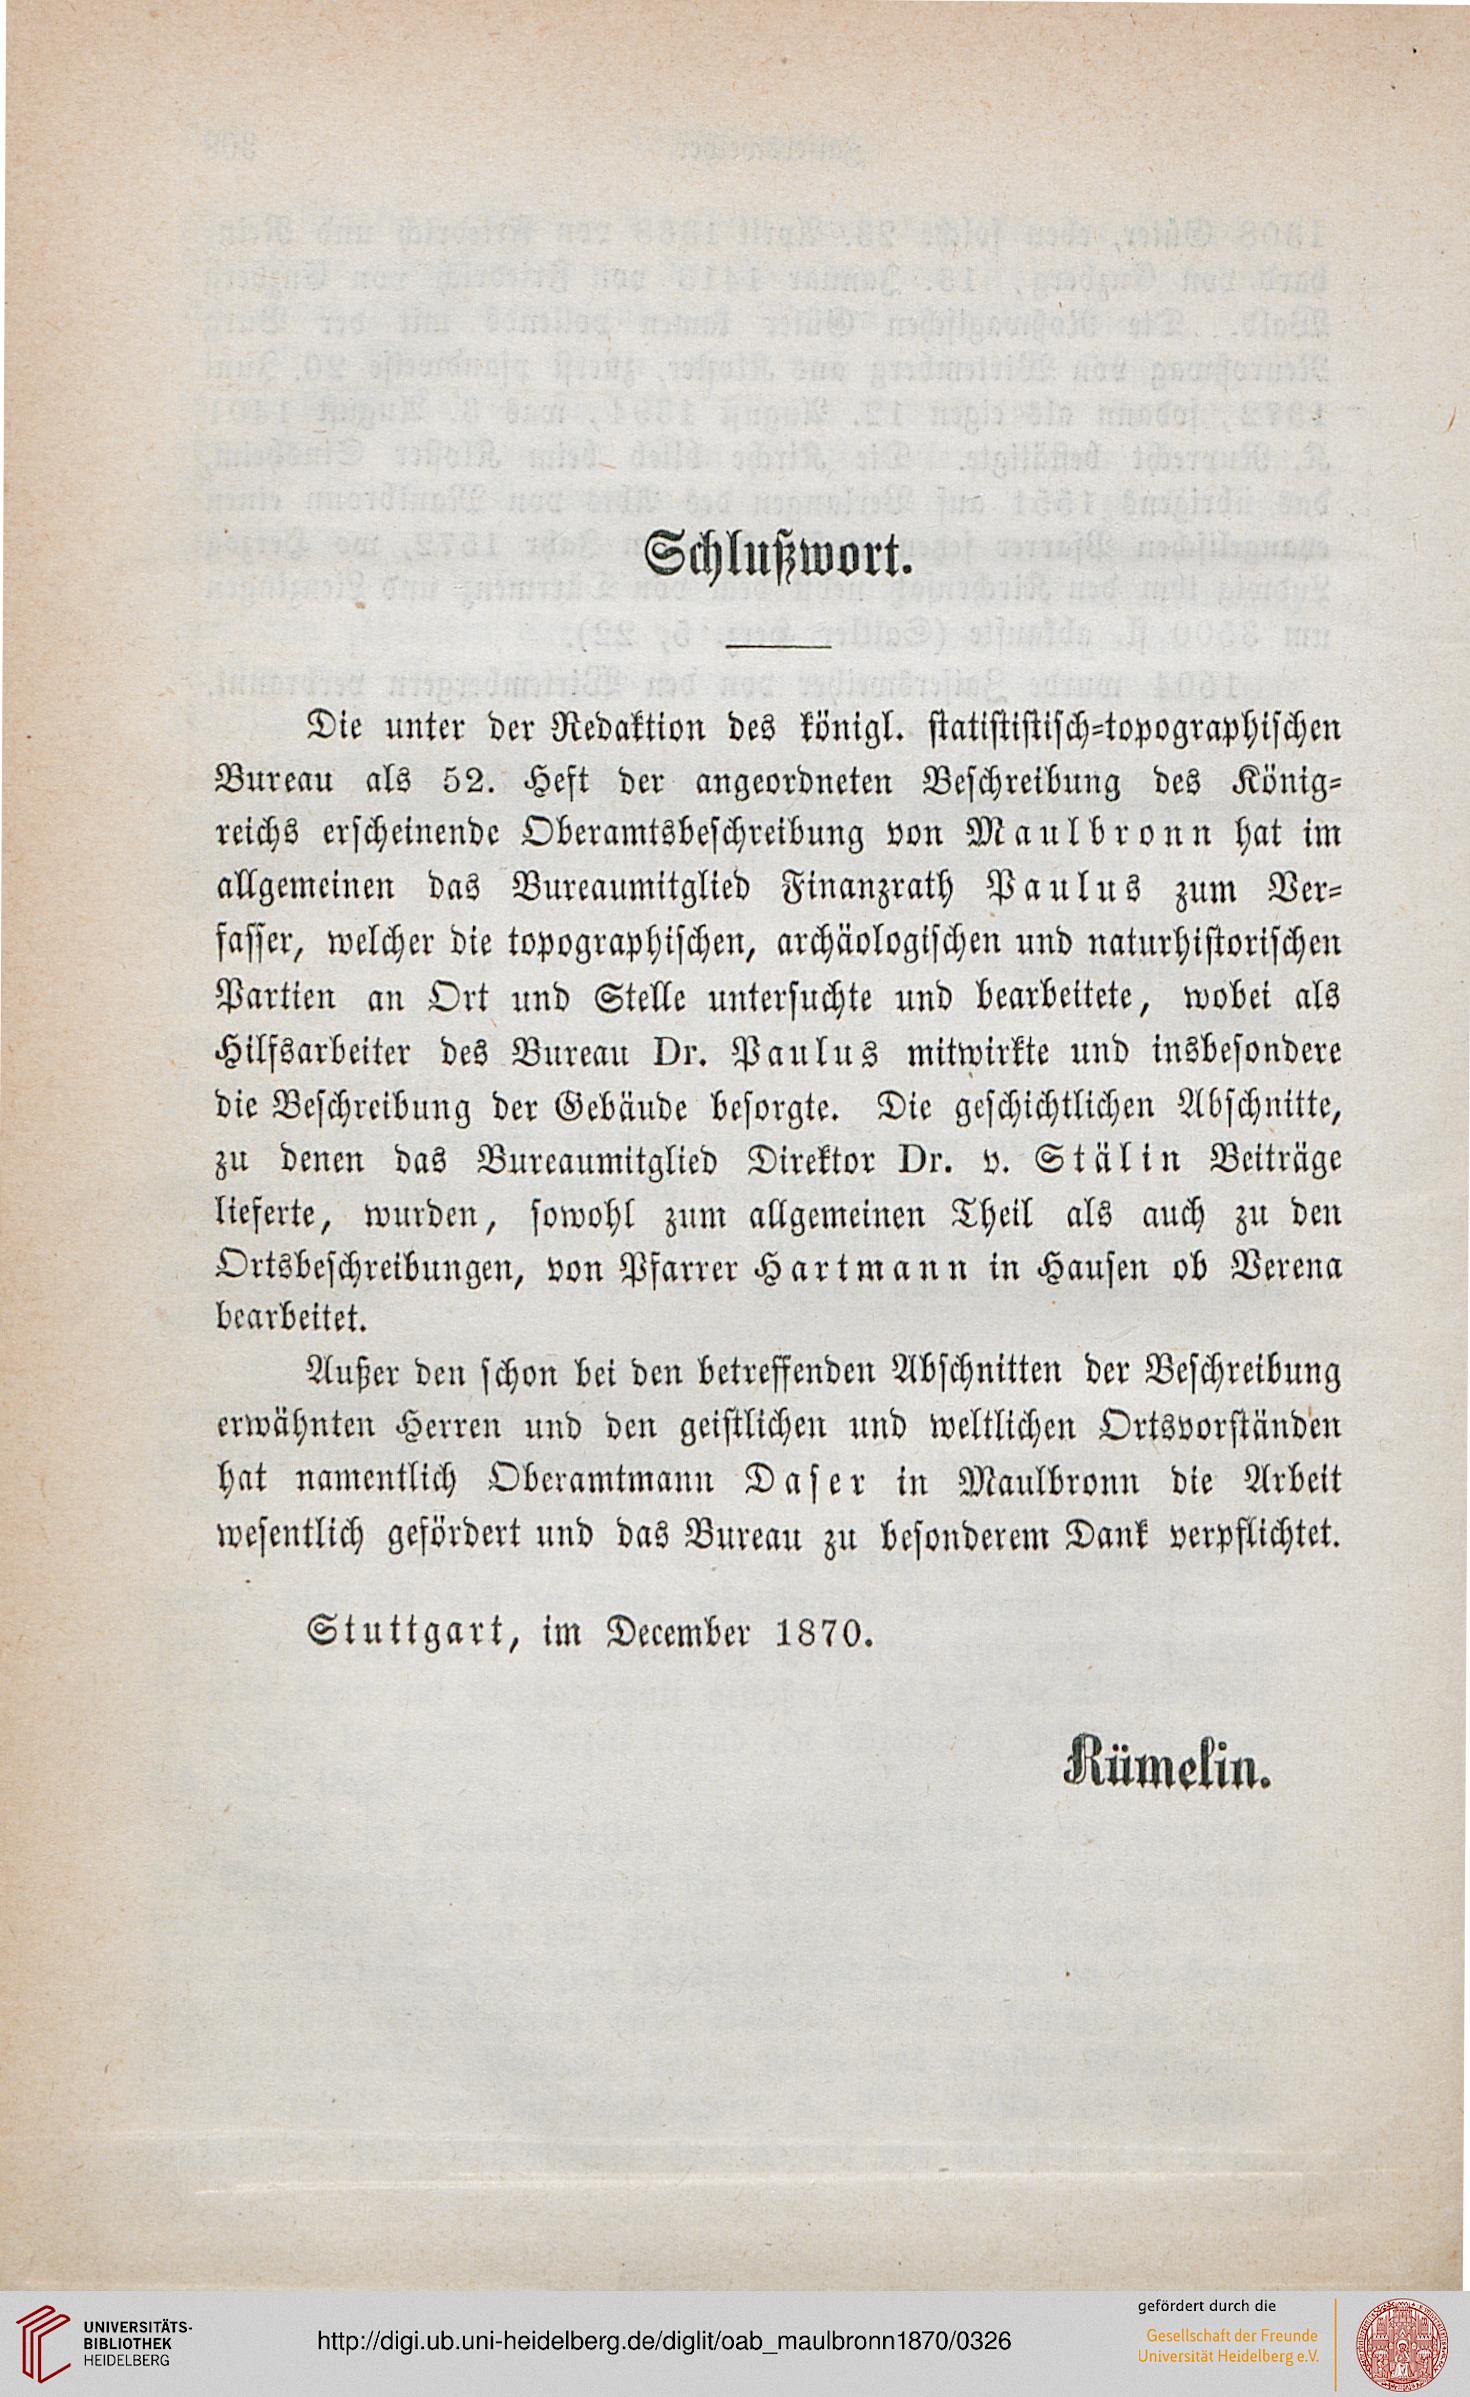 Schlußwort.
Die unter der Redaktion des königl. statististisch-topographischen
Bureau als 52. Heft der angeordneten Beschreibung des König-
reichs erscheinende Oberamtsbeschreibung von Maulbronn hat im
allgemeinen das Bureaumitglied Finanzrath Paulus zum Ver-
fasser, welcher die topographischen, archäologischen und naturhistorischen
Partien an Ort und Stelle untersuchte und bearbeitete, wobei als
Hilfsarbeiter des Bureau Dr. Paulus mitwirkte und insbesondere
die Beschreibung der Gebäude besorgte. Die geschichtlichen Abschnitte,
zu denen das Bureaumitglied Direktor Dr. v. Stälin Beiträge
lieferte, wurden, sowohl zum allgemeinen Theil als auch zu den
Ortsbeschreibungen, von Pfarrer Hartmann in Hausen ob Verena
bearbeitet.
Außer den schon bei den betreffenden Abschnitten der Beschreibung
erwähnten Herren und den geistlichen und weltlichen Ortsvorständen
hat namentlich Oberamtmann Daser in Maulbronn die Arbeit
wesentlich gefördert und das Bureau zu besonderem Dank verpflichtet.
Stuttgart, im December 1870.
Rümelin.
UNIVERSITÄTS-
BIBLIOTHEK
HEIDELBERG
http://digi.ub.uni-heidelberg.de/diglit/oab_maulbronn1870/0326
gefördert durch die
Gesellschaft der Freunde
Universität Heidelberg e.V.